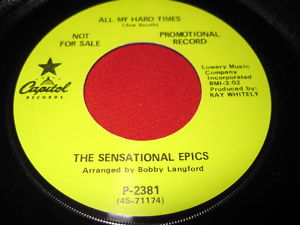 ALL MY HARD TIMES
(Joe South)
NOT
FOR SALE
PROMOTIONAL
RECORD
Capitol
RECORDS
Lowery Music
Company
Incorporated
BMI-3:02
Produced by:
RAY WHITELY
THE SENSATIONAL EPICS
Arranged by Bobby Langford
P-2381
(45-71174)